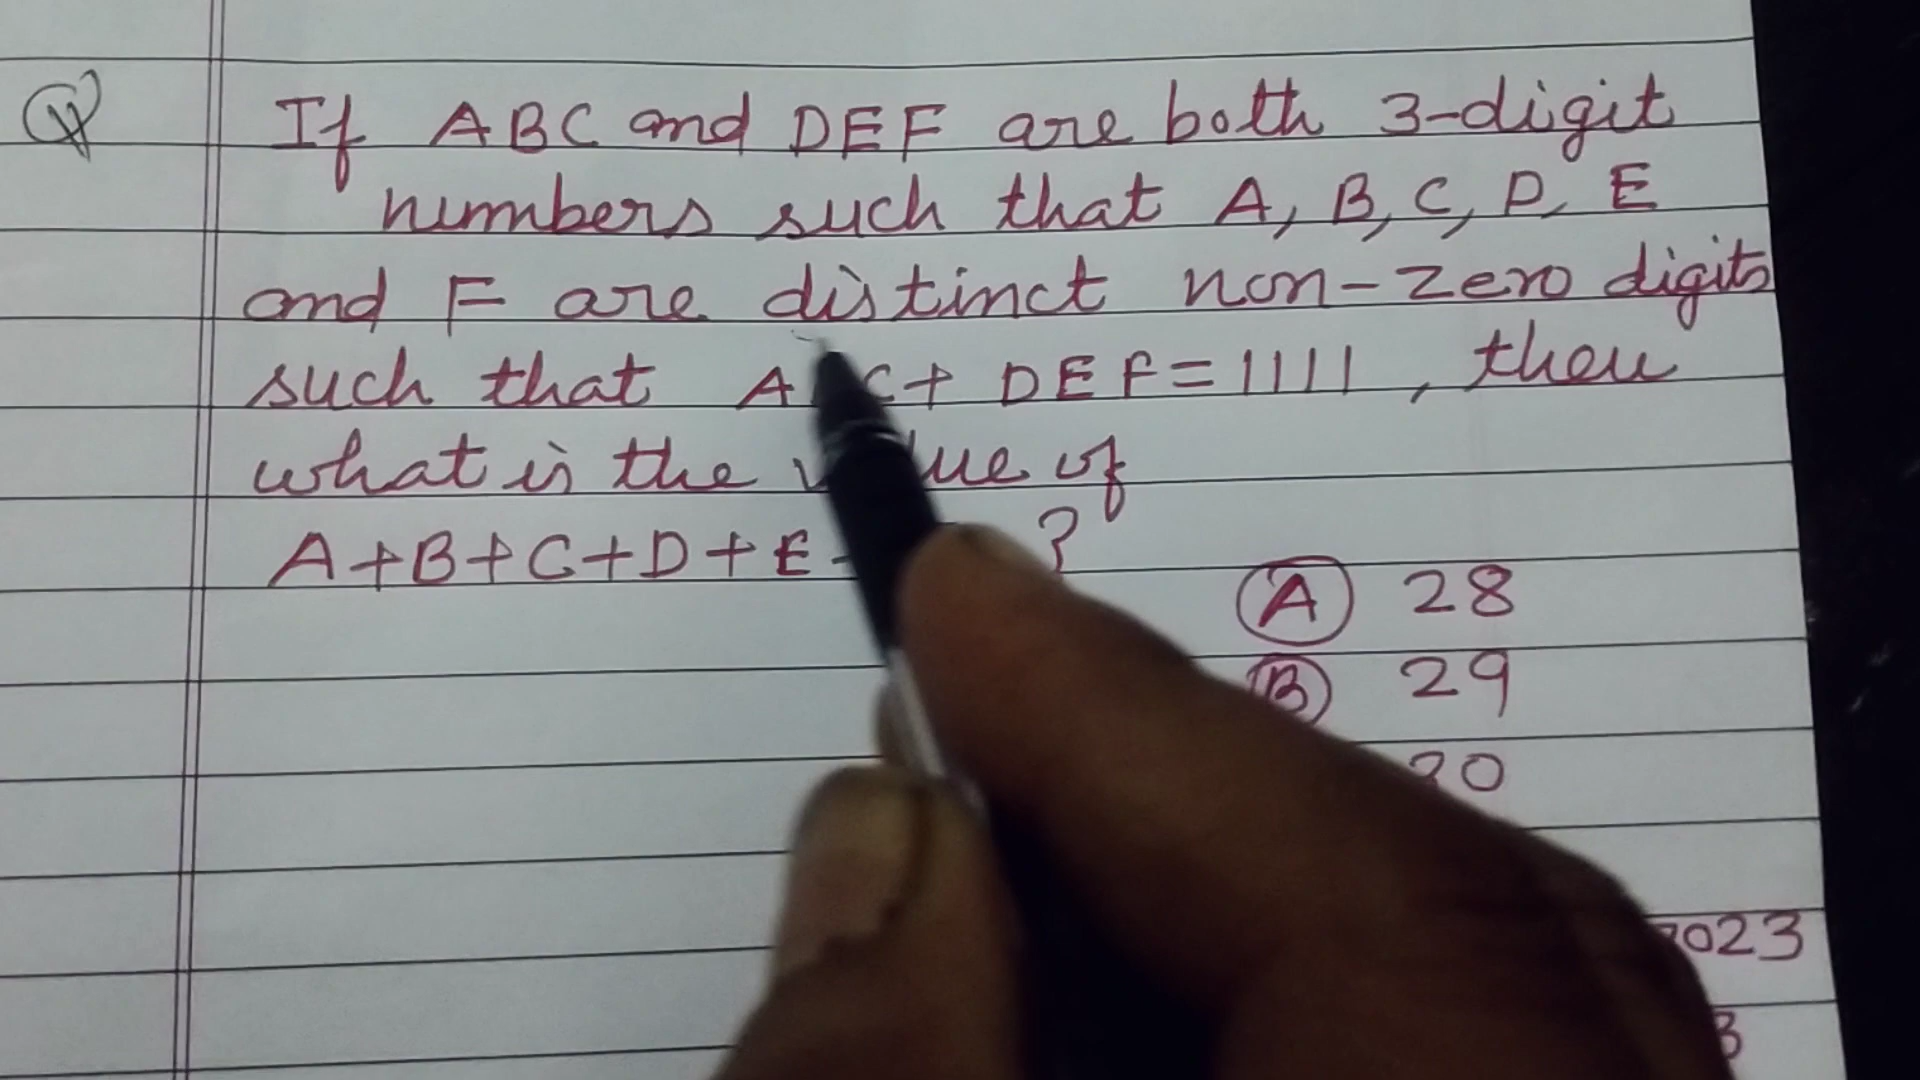 Q If ABC and DEF are both 3-digit
numbers such that A, B, C, D, E
and F are distinct non-zero digits
such that A C + DEF = 1111, then
what is the of
A+B+C+D+E ?
A 28
B 29
023